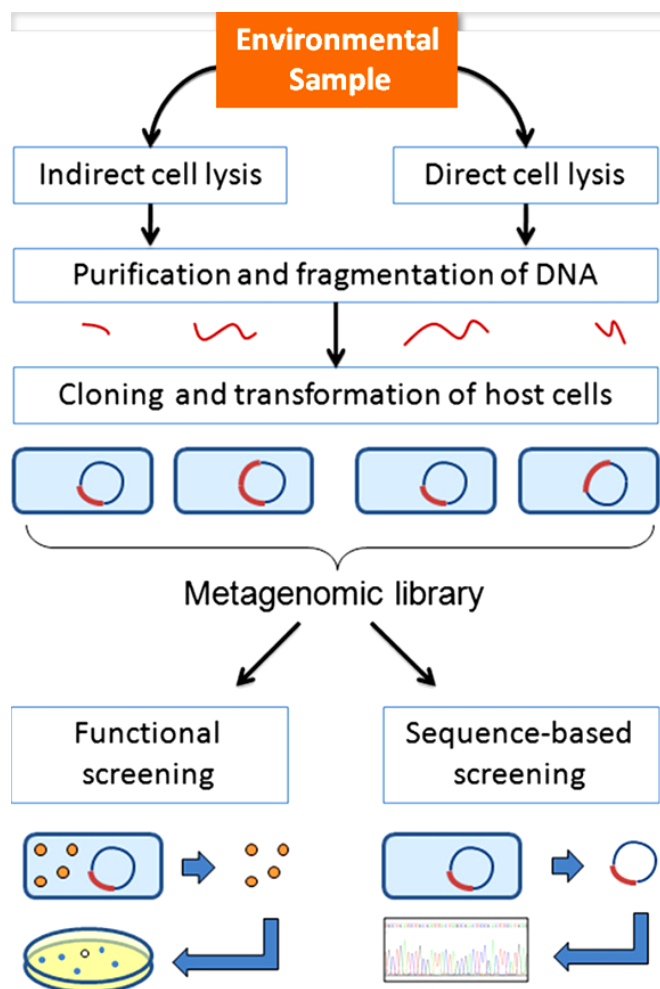 Environmental
Sample
Indirect cell lysis
Direct cell lysis
Purification and fragmentation of DNA
Cloning and transformation of host cells
Metagenomic library
Functional
screening
Sequence-based
screening